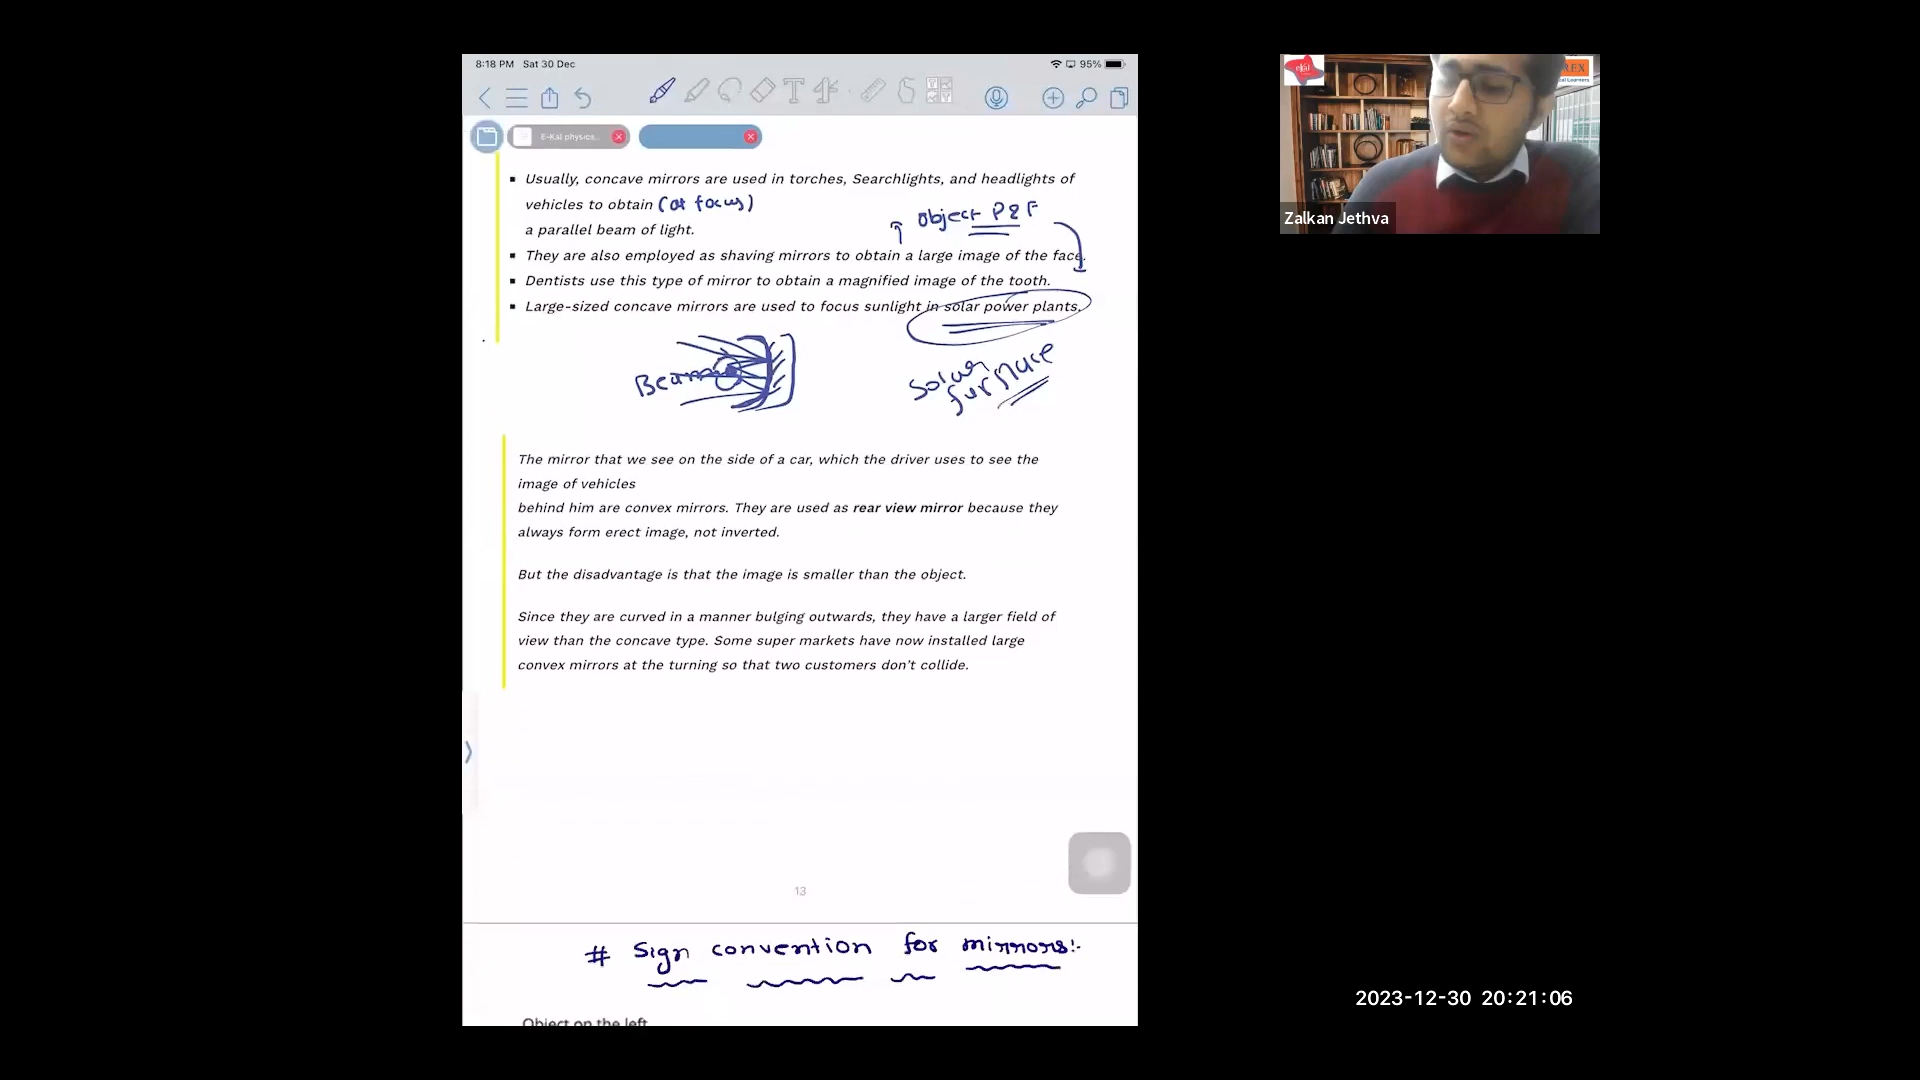 8:18 PM Sat 30 Dec
95%
E-Kal physics...
Usually, concave mirrors are used in torches, Searchlights, and headlights of
vehicles to obtain (at focus)
a parallel beam of light.
object P&F
They are also employed as shaving mirrors to obtain a large image of the face.
Dentists use this type of mirror to obtain a magnified image of the tooth.
Large-sized concave mirrors are used to focus sunlight in solar power plants.
Beam
Solar
furnace
The mirror that we see on the side of a car, which the driver uses to see the
image of vehicles
behind him are convex mirrors. They are used as rear view mirror because they
always form erect image, not inverted.
But the disadvantage is that the image is smaller than the object.
Since they are curved in a manner bulging outwards, they have a larger field of
view than the concave type. Some super markets have now installed large
convex mirrors at the turning so that two customers don't collide.
13
# Sign convention for mirrors:-
Object on the left
Zalkan Jethva
2023-12-30 20:21:06